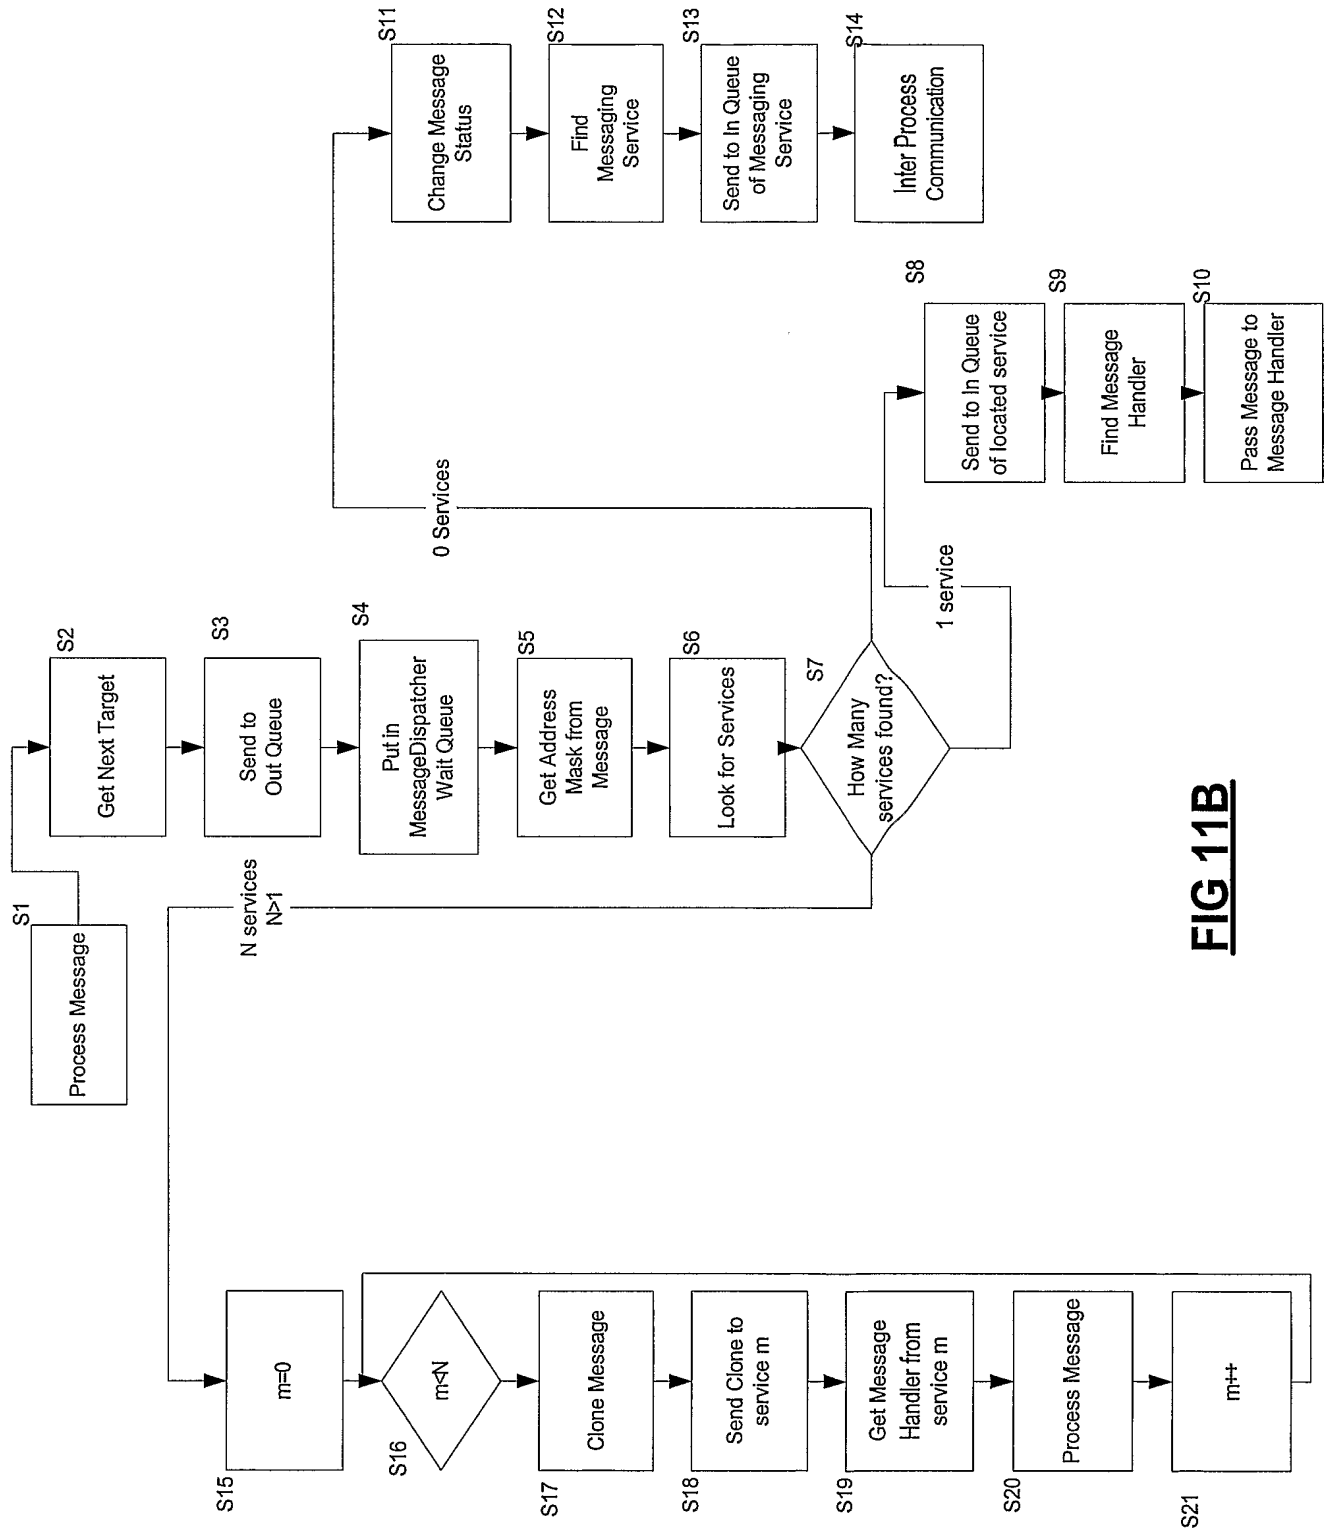 S1
Process Message
S2
Get Next Target
S3
Send to
Out Queue
S4
Put in
MessageDispatcher
Wait Queue
S5
Get Address
Mask from
Message
S6
Look for Services
S7
How Many
services found?
1 service
S8
Send to In Queue
of located service
S9
Find Message
Handler
S10
Pass Message to
Message Handler
0 Services
S11
Change Message
Status
S12
Find
Messaging
Service
S13
Send to In Queue
of Messaging
Service
S14
Inter Process
Communication
N services
N>1
S15
m=0
S16
m<N
S17
Clone Message
S18
Send Clone to
service m
S19
Get Message
Handler from
service m
S20
Process Message
S21
m++
FIG 11B